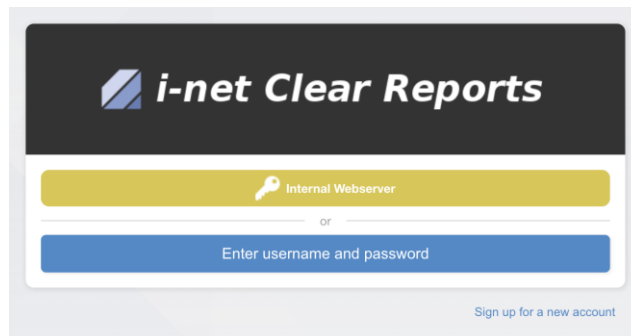 i-net Clear Reports
Internal Webserver
or
Enter username and password
Sign up for a new account